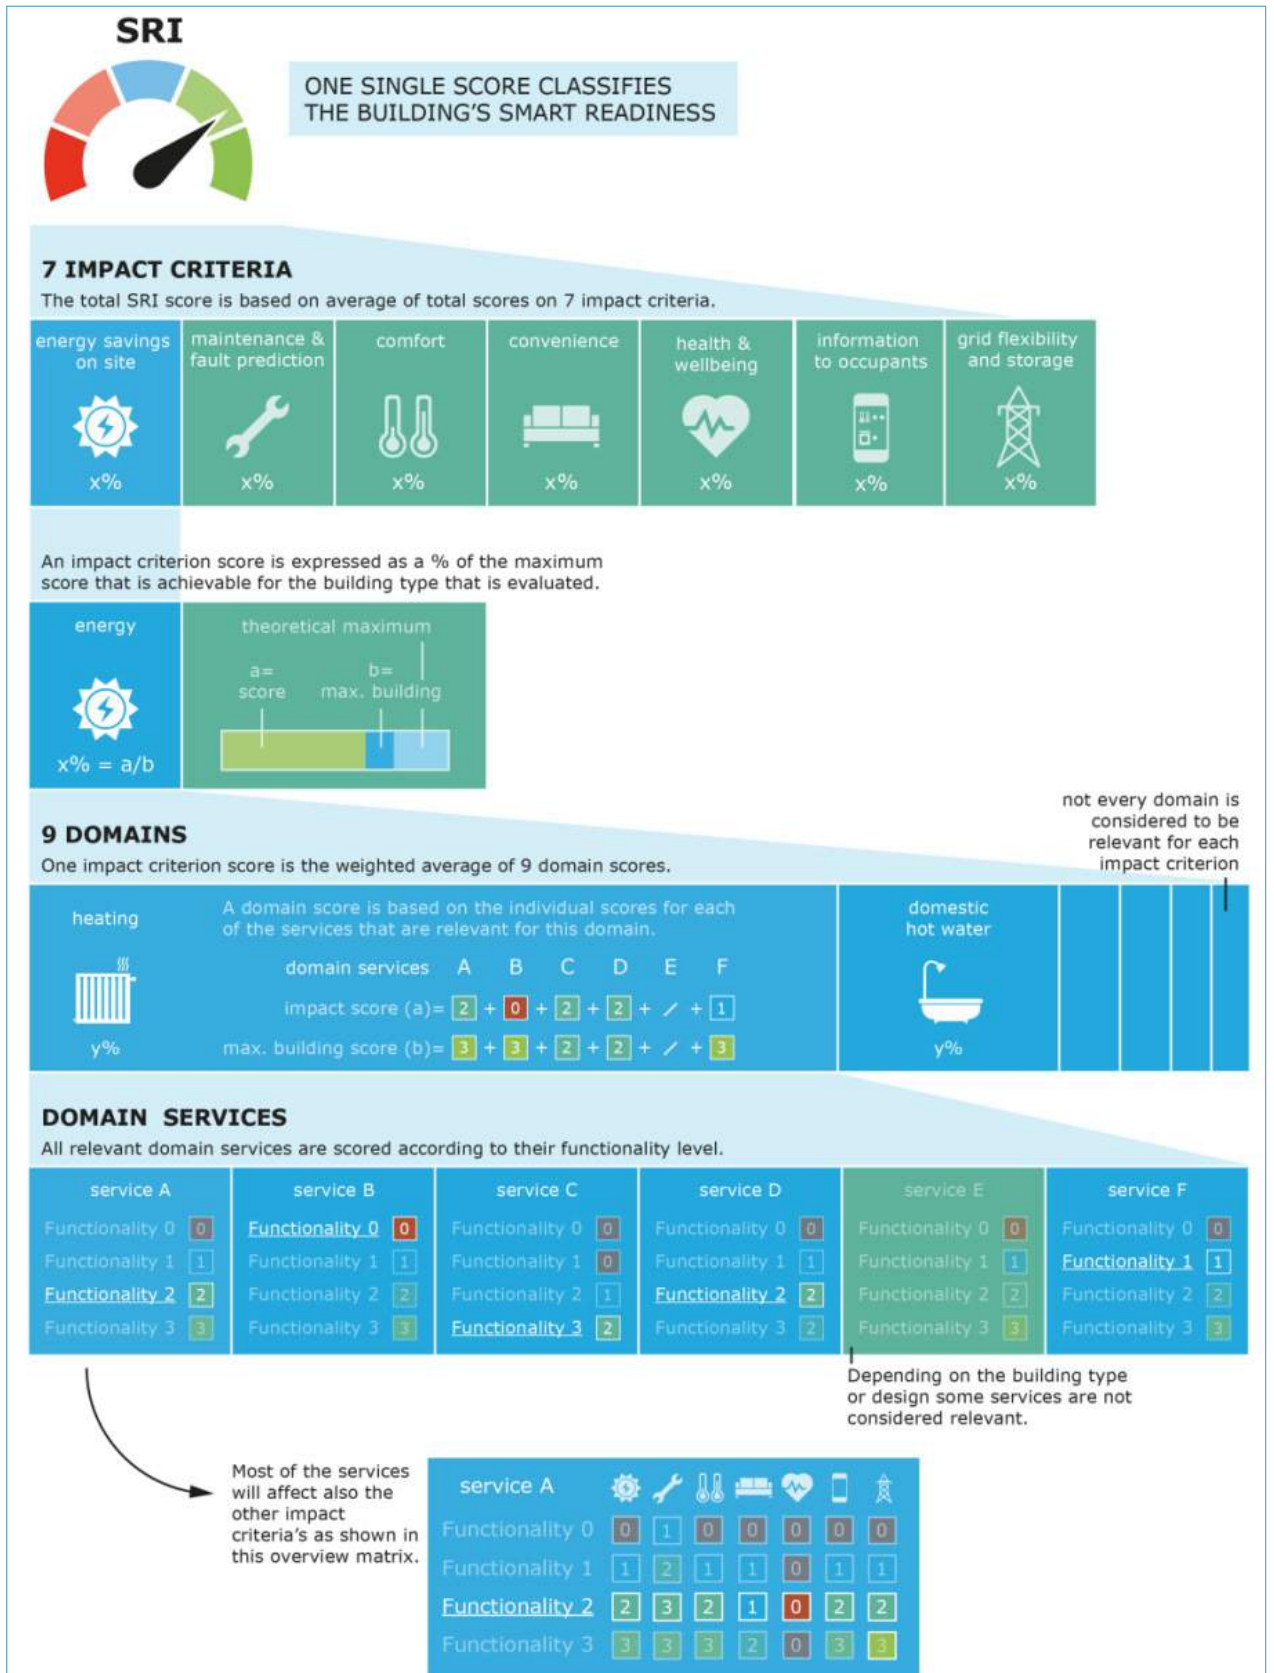 SRI
ONE SINGLE SCORE CLASSIFIES
THE BUILDING'S SMART READINESS
7 IMPACT CRITERIA
The total SRI score is based on average of total scores on 7 impact criteria.
energy savings
on site
x%
maintenance &
fault prediction
x%
comfort
x%
convenience
x%
health &
wellbeing
x%
information
to occupants
x%
grid flexibility
and storage
x%
An impact criterion score is expressed as a % of the maximum
score that is achievable for the building type that is evaluated.
energy
x% = a/b
theoretical maximum
a=
score
b=
max. building
not every domain is
considered to be
relevant for each
impact criterion
9 DOMAINS
One impact criterion score is the weighted average of 9 domain scores.
heating
y%
A domain score is based on the individual scores for each
of the services that are relevant for this domain.
domain services A B C D E F
impact score (a)= 2 + 0 + 2 + 2 + / + 1
max. building score (b)= 3 + 3 + 2 + 2 + / + 3
domestic
hot water
y%
DOMAIN SERVICES
All relevant domain services are scored according to their functionality level.
service A
Functionality 0 0
Functionality 1 1
Functionality 2 2
Functionality 3 3
service B
Functionality 0 0
Functionality 1 1
Functionality 2 2
Functionality 3 3
service C
Functionality 0 0
Functionality 1 0
Functionality 2 1
Functionality 3 2
service D
Functionality 0 0
Functionality 1 1
Functionality 2 2
Functionality 3 2
service E
Functionality 0 0
Functionality 1 1
Functionality 2 2
Functionality 3 3
service F
Functionality 0 0
Functionality 1 1
Functionality 2 2
Functionality 3 3
Depending on the building type
or design some services are not
considered relevant.
Most of the services
will affect also the
other impact
criteria's as shown in
this overview matrix.
service A
Functionality 0 0 1 0 0 0 0 0
Functionality 1 1 2 1 1 0 1 1
Functionality 2 2 3 2 1 0 2 2
Functionality 3 3 3 3 2 0 3 3